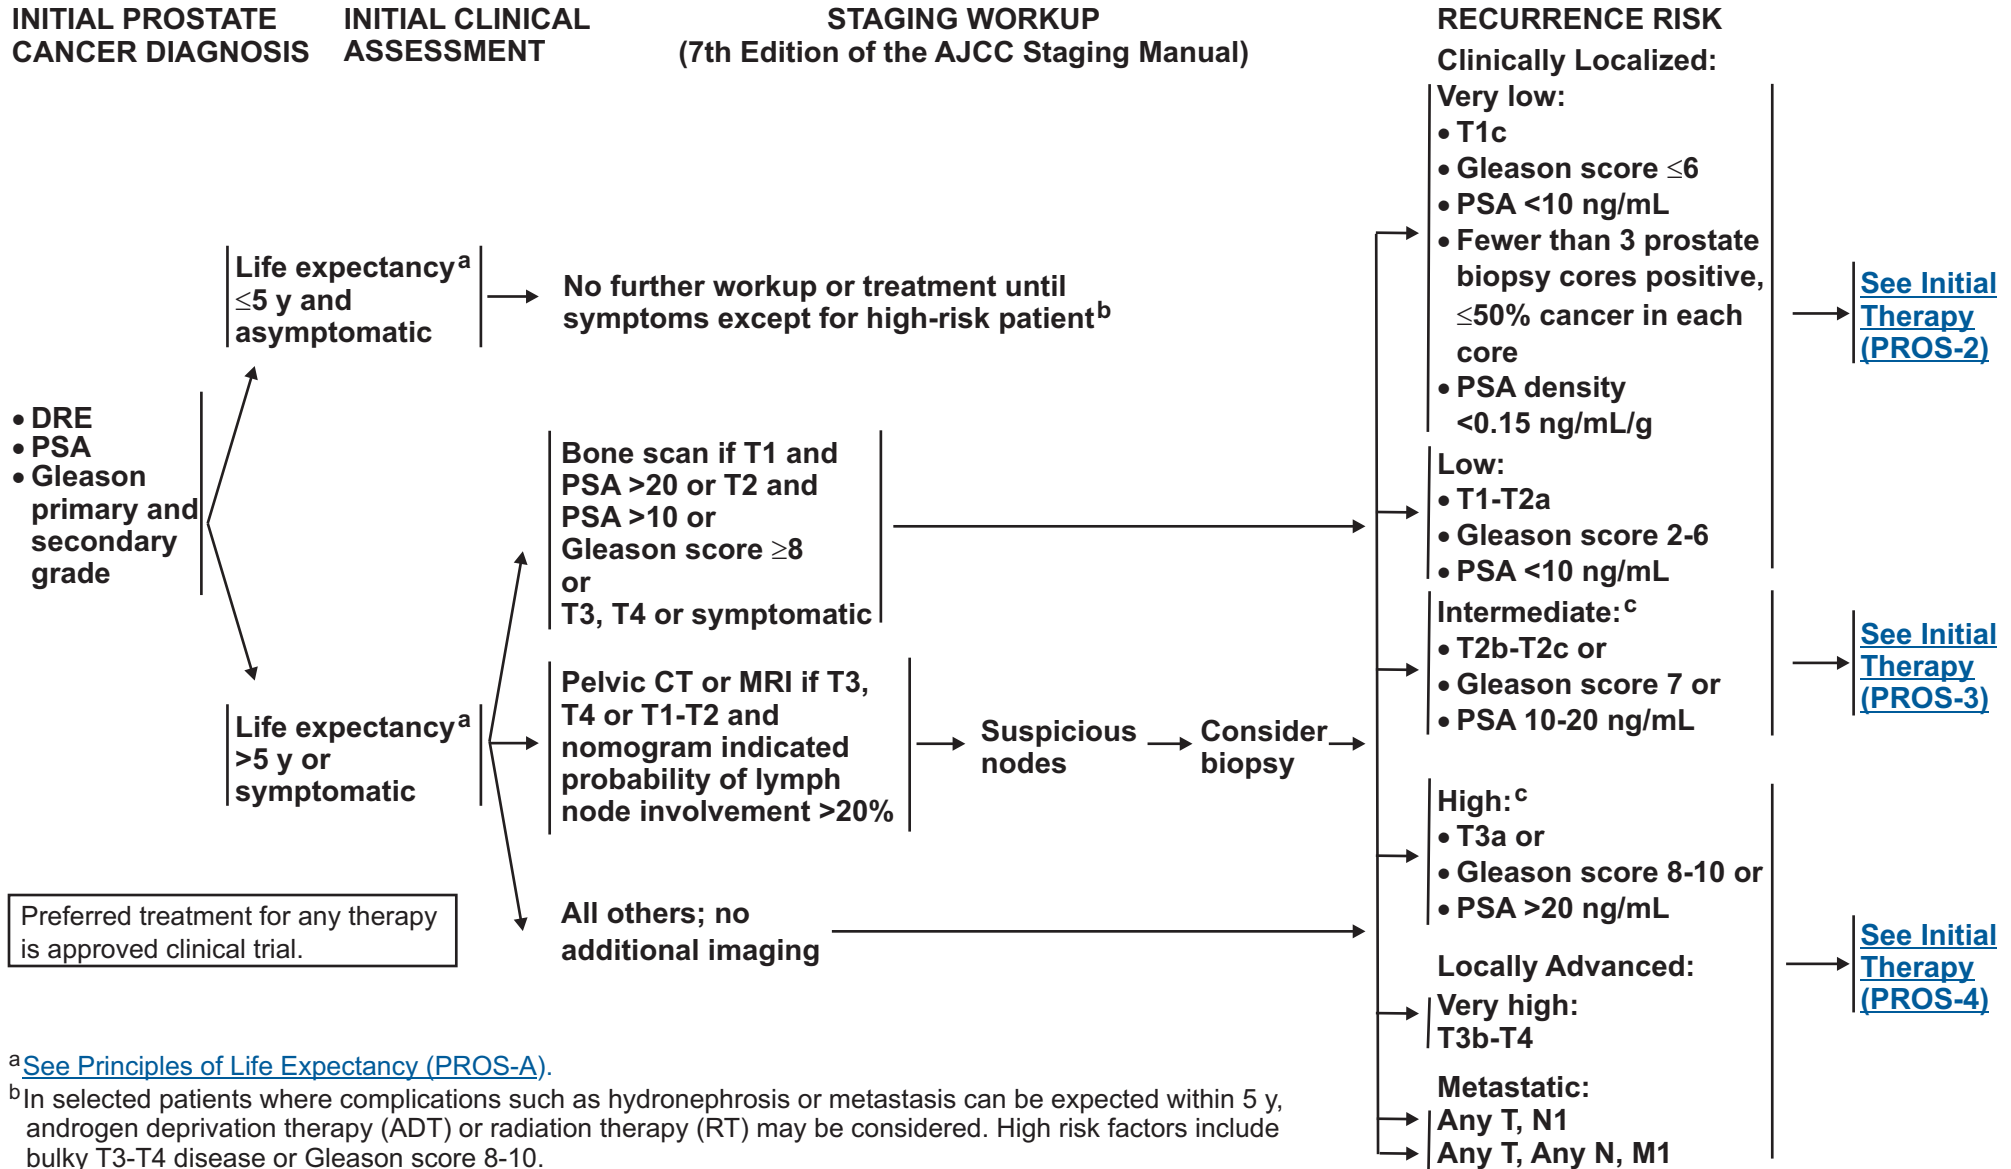 INITIAL PROSTATE
CANCER DIAGNOSIS
INITIAL CLINICAL
ASSESSMENT
STAGING WORKUP
(7th Edition of the AJCC Staging Manual)
RECURRENCE RISK
• DRE
• PSA
• Gleason
primary and
secondary
grade
Life expectancy a
≤5 y and
asymptomatic
No further workup or treatment until
symptoms except for high-risk patient b
Life expectancy a
>5 y or
symptomatic
Bone scan if T1 and
PSA >20 or T2 and
PSA >10 or
Gleason score ≥8
or
T3, T4 or symptomatic
Pelvic CT or MRI if T3,
T4 or T1-T2 and
nomogram indicated
probability of lymph
node involvement >20%
Suspicious
nodes
Consider
biopsy
All others; no
additional imaging
Clinically Localized:
Very low:
• T1c
• Gleason score ≤6
• PSA <10 ng/mL
• Fewer than 3 prostate
biopsy cores positive,
≤50% cancer in each
core
• PSA density
<0.15 ng/mL/g
Low:
• T1-T2a
• Gleason score 2-6
• PSA <10 ng/mL
See Initial
Therapy
(PROS-2)
Intermediate: c
• T2b-T2c or
• Gleason score 7 or
• PSA 10-20 ng/mL
See Initial
Therapy
(PROS-3)
High: c
• T3a or
• Gleason score 8-10 or
• PSA >20 ng/mL
Locally Advanced:
Very high:
T3b-T4
Metastatic:
Any T, N1
Any T, Any N, M1
See Initial
Therapy
(PROS-4)
Preferred treatment for any therapy
is approved clinical trial.
a See Principles of Life Expectancy (PROS-A).
b In selected patients where complications such as hydronephrosis or metastasis can be expected within 5 y,
androgen deprivation therapy (ADT) or radiation therapy (RT) may be considered. High risk factors include
bulky T3-T4 disease or Gleason score 8-10.